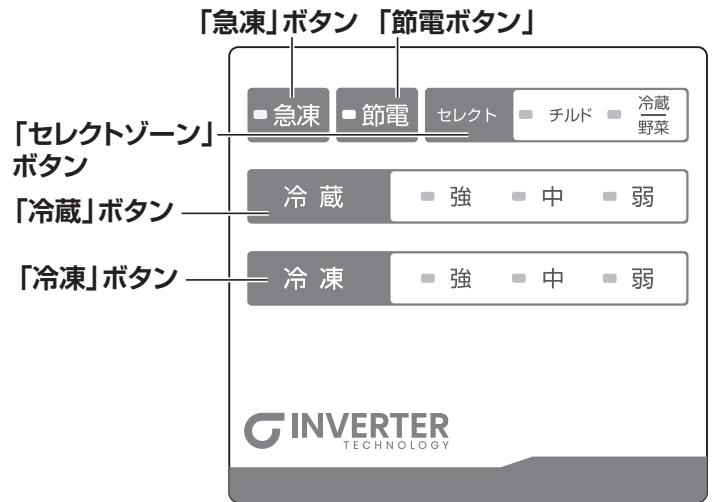 「急凍」ボタン 「節電ボタン」
急凍 節電 セレクト チルド 冷蔵
野菜
「セレクトゾーン」
ボタン
冷蔵 強 中 弱
「冷蔵」ボタン
冷凍 強 中 弱
「冷凍」ボタン
INVERTER
TECHNOLOGY